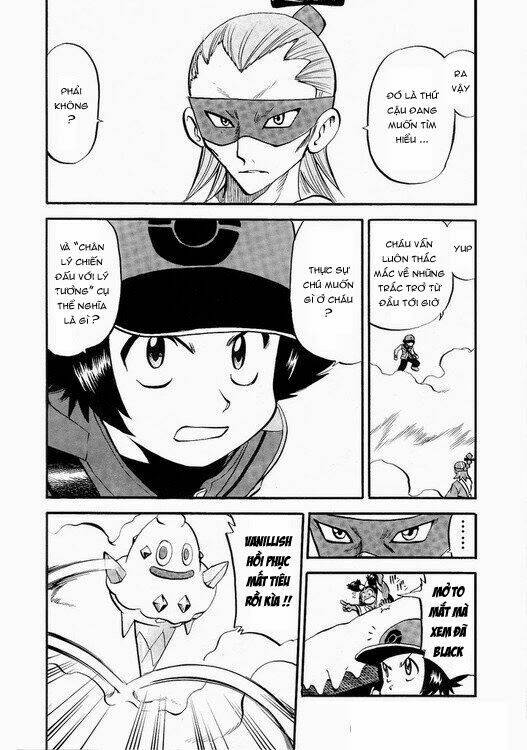 RA
VẬY
ĐÓ LÀ THỨ
CẬU ĐANG
MUỐN TÌM
HIỂU ...
PHẢI
KHÔNG
?
YUP
CHÁU VẪN
LUÔN THẮC
MẮC VỀ NHỮNG
TRẮC TRỞ TỪ
ĐẦU TỚI GIỜ
THỰC SỰ
CHÚ MUỐN
GÌ Ở CHÁU
?
VÀ "CHÂN
LÝ CHIẾN
ĐẤU VỚI LÝ
TƯỞNG" CỤ
THỂ NGHĨA
LÀ GÌ ?
MỞ TO
MẮT MÀ
XEM ĐÃ
BLACK
VANILLISH
HỒI PHỤC
MẤT TIÊU
RỒI KÌA !!